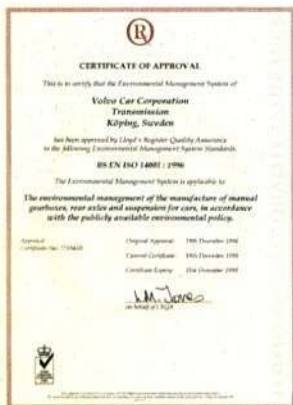 R
CERTIFICATE OF APPROVAL
This is to certify that the Environmental Management System of
Volvo Car Corporation
Transmission
Köping, Sweden
has been approved by Lloyd's Register Quality Assurance
to the following Environmental Management System Standards:
BS EN ISO 14001 : 1996
The Environmental Management System is applicable to:
The environmental management of the manufacture of manual
gearboxes, rear axles and suspension for cars, in accordance
with the publicly available environmental policy.
Approval
Certificate No:
Original Approval:
Current Certificate:
Certificate Expiry:
on behalf of LRQA